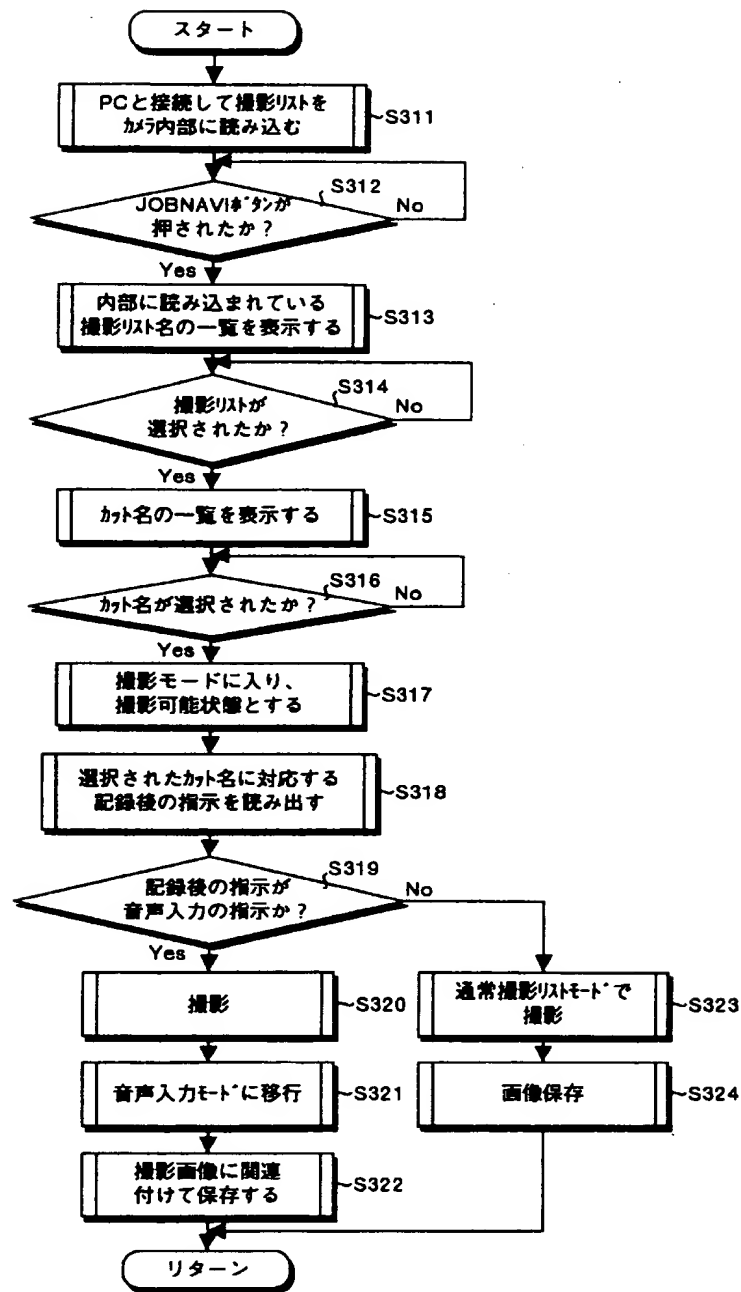 スタート
PCと接続して撮影リストを
ｶﾒﾗ内部に読み込む
S311
S312
JOBNAVIﾎﾞﾀﾝが
押されたか？
No
Yes
内部に読み込まれている
撮影ﾘｽﾄ名の一覧を表示する
S313
S314
撮影ﾘｽﾄが
選択されたか？
No
Yes
ｶｯﾄ名の一覧を表示する
S315
S316
ｶｯﾄ名が選択されたか？
No
Yes
撮影モードに入り、
撮影可能状態とする
S317
選択されたｶｯﾄ名に対応する
記録後の指示を読み出す
S318
S319
記録後の指示が
音声入力の指示か？
No
Yes
撮影
S320
通常撮影ﾘｽﾄﾓｰﾄﾞで
撮影
S323
音声入力ﾓｰﾄﾞに移行
S321
画像保存
S324
撮影画像に関連
付けて保存する
S322
リターン